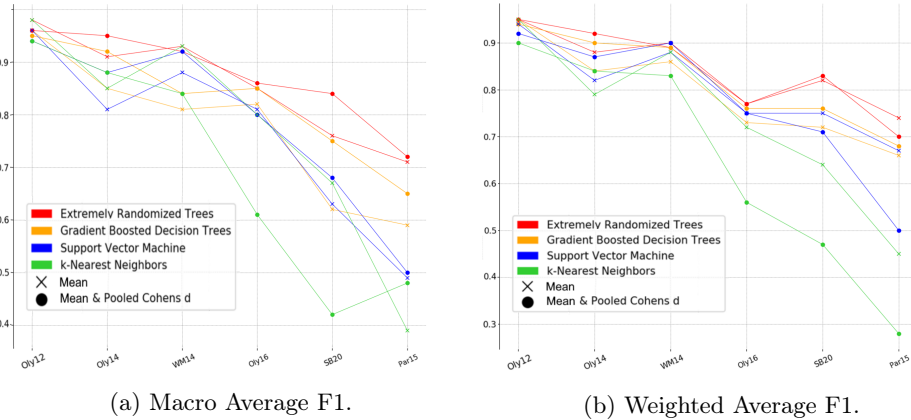 0.9
0.8
0.7
0.6
0.5
0.4
Extremely Randomized Trees
Gradient Boosted Decision Trees
Support Vector Machine
k-Nearest Neighbors
Mean
Mean & Pooled Cohens d
Oly12 Oly14 WM14 Oly16 SB20 Par15
(a) Macro Average F1.
0.9
0.8
0.7
0.6
0.5
0.4
0.3
Extremely Randomized Trees
Gradient Boosted Decision Trees
Support Vector Machine
k-Nearest Neighbors
Mean
Mean & Pooled Cohens d
Oly12 Oly14 WM14 Oly16 SB20 Par15
(b) Weighted Average F1.